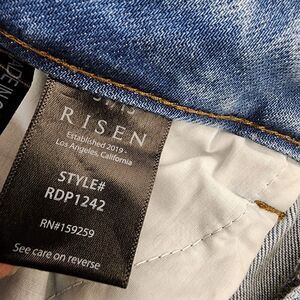 RISEN
Established 2019 -
Los Angeles, California
STYLE#
RDP1242
RN#159259
See care on reverse